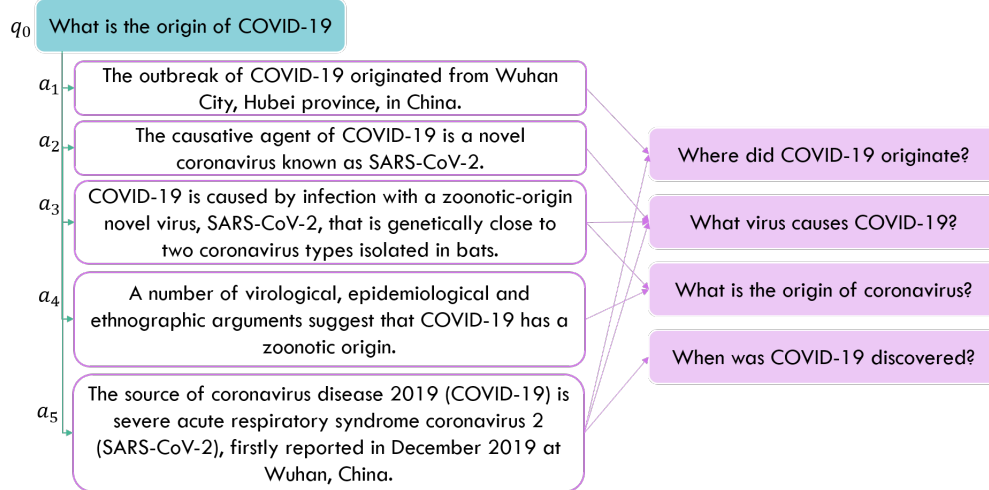 q0 What is the origin of COVID-19
a1 The outbreak of COVID-19 originated from Wuhan
City, Hubei province, in China.
a2 The causative agent of COVID-19 is a novel
coronavirus known as SARS-CoV-2.
a3 COVID-19 is caused by infection with a zoonotic-origin
novel virus, SARS-CoV-2, that is genetically close to
two coronavirus types isolated in bats.
a4 A number of virological, epidemiological and
ethnographic arguments suggest that COVID-19 has a
zoonotic origin.
a5 The source of coronavirus disease 2019 (COVID-19) is
severe acute respiratory syndrome coronavirus 2
(SARS-CoV-2), firstly reported in December 2019 at
Wuhan, China.
Where did COVID-19 originate?
What virus causes COVID-19?
What is the origin of coronavirus?
When was COVID-19 discovered?